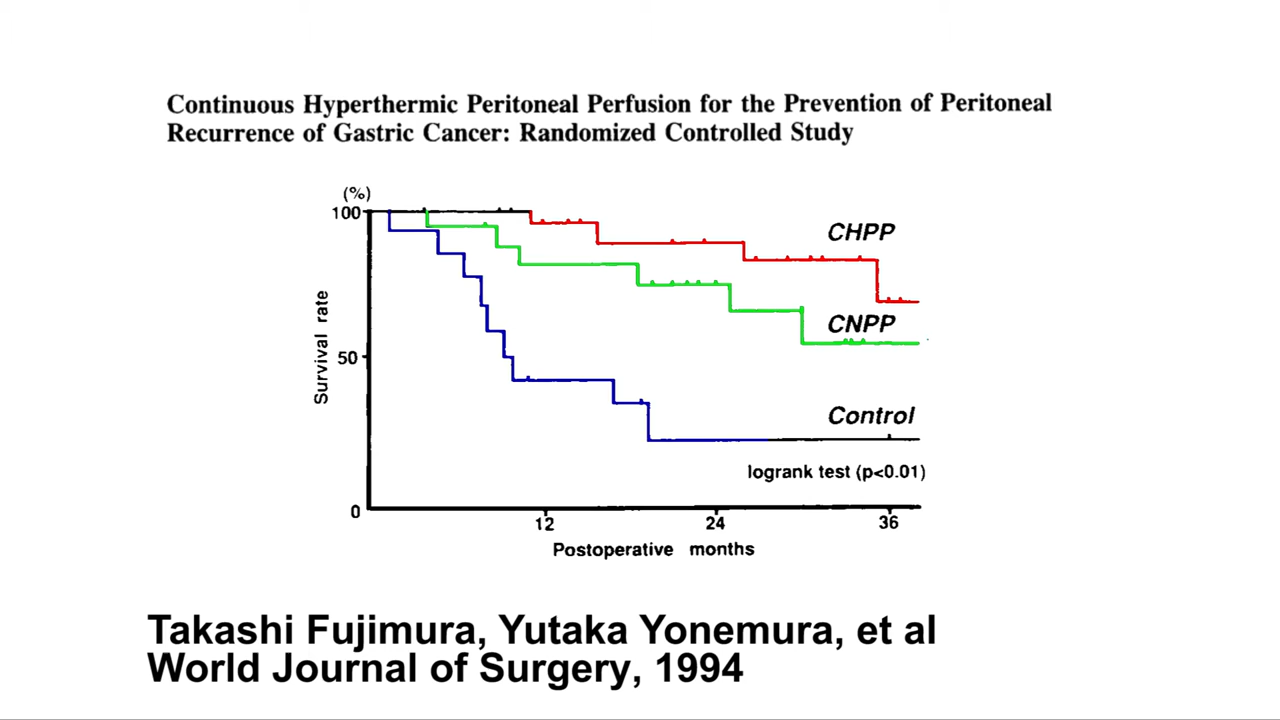 Continuous Hyperthermic Peritoneal Perfusion for the Prevention of Peritoneal
Recurrence of Gastric Cancer: Randomized Controlled Study
(%)
100
CHPP
Survival rate
CNPP
50
Control
logrank test (p<0.01)
0
12 24 36
Postoperative months
Takashi Fujimura, Yutaka Yonemura, et al
World Journal of Surgery, 1994